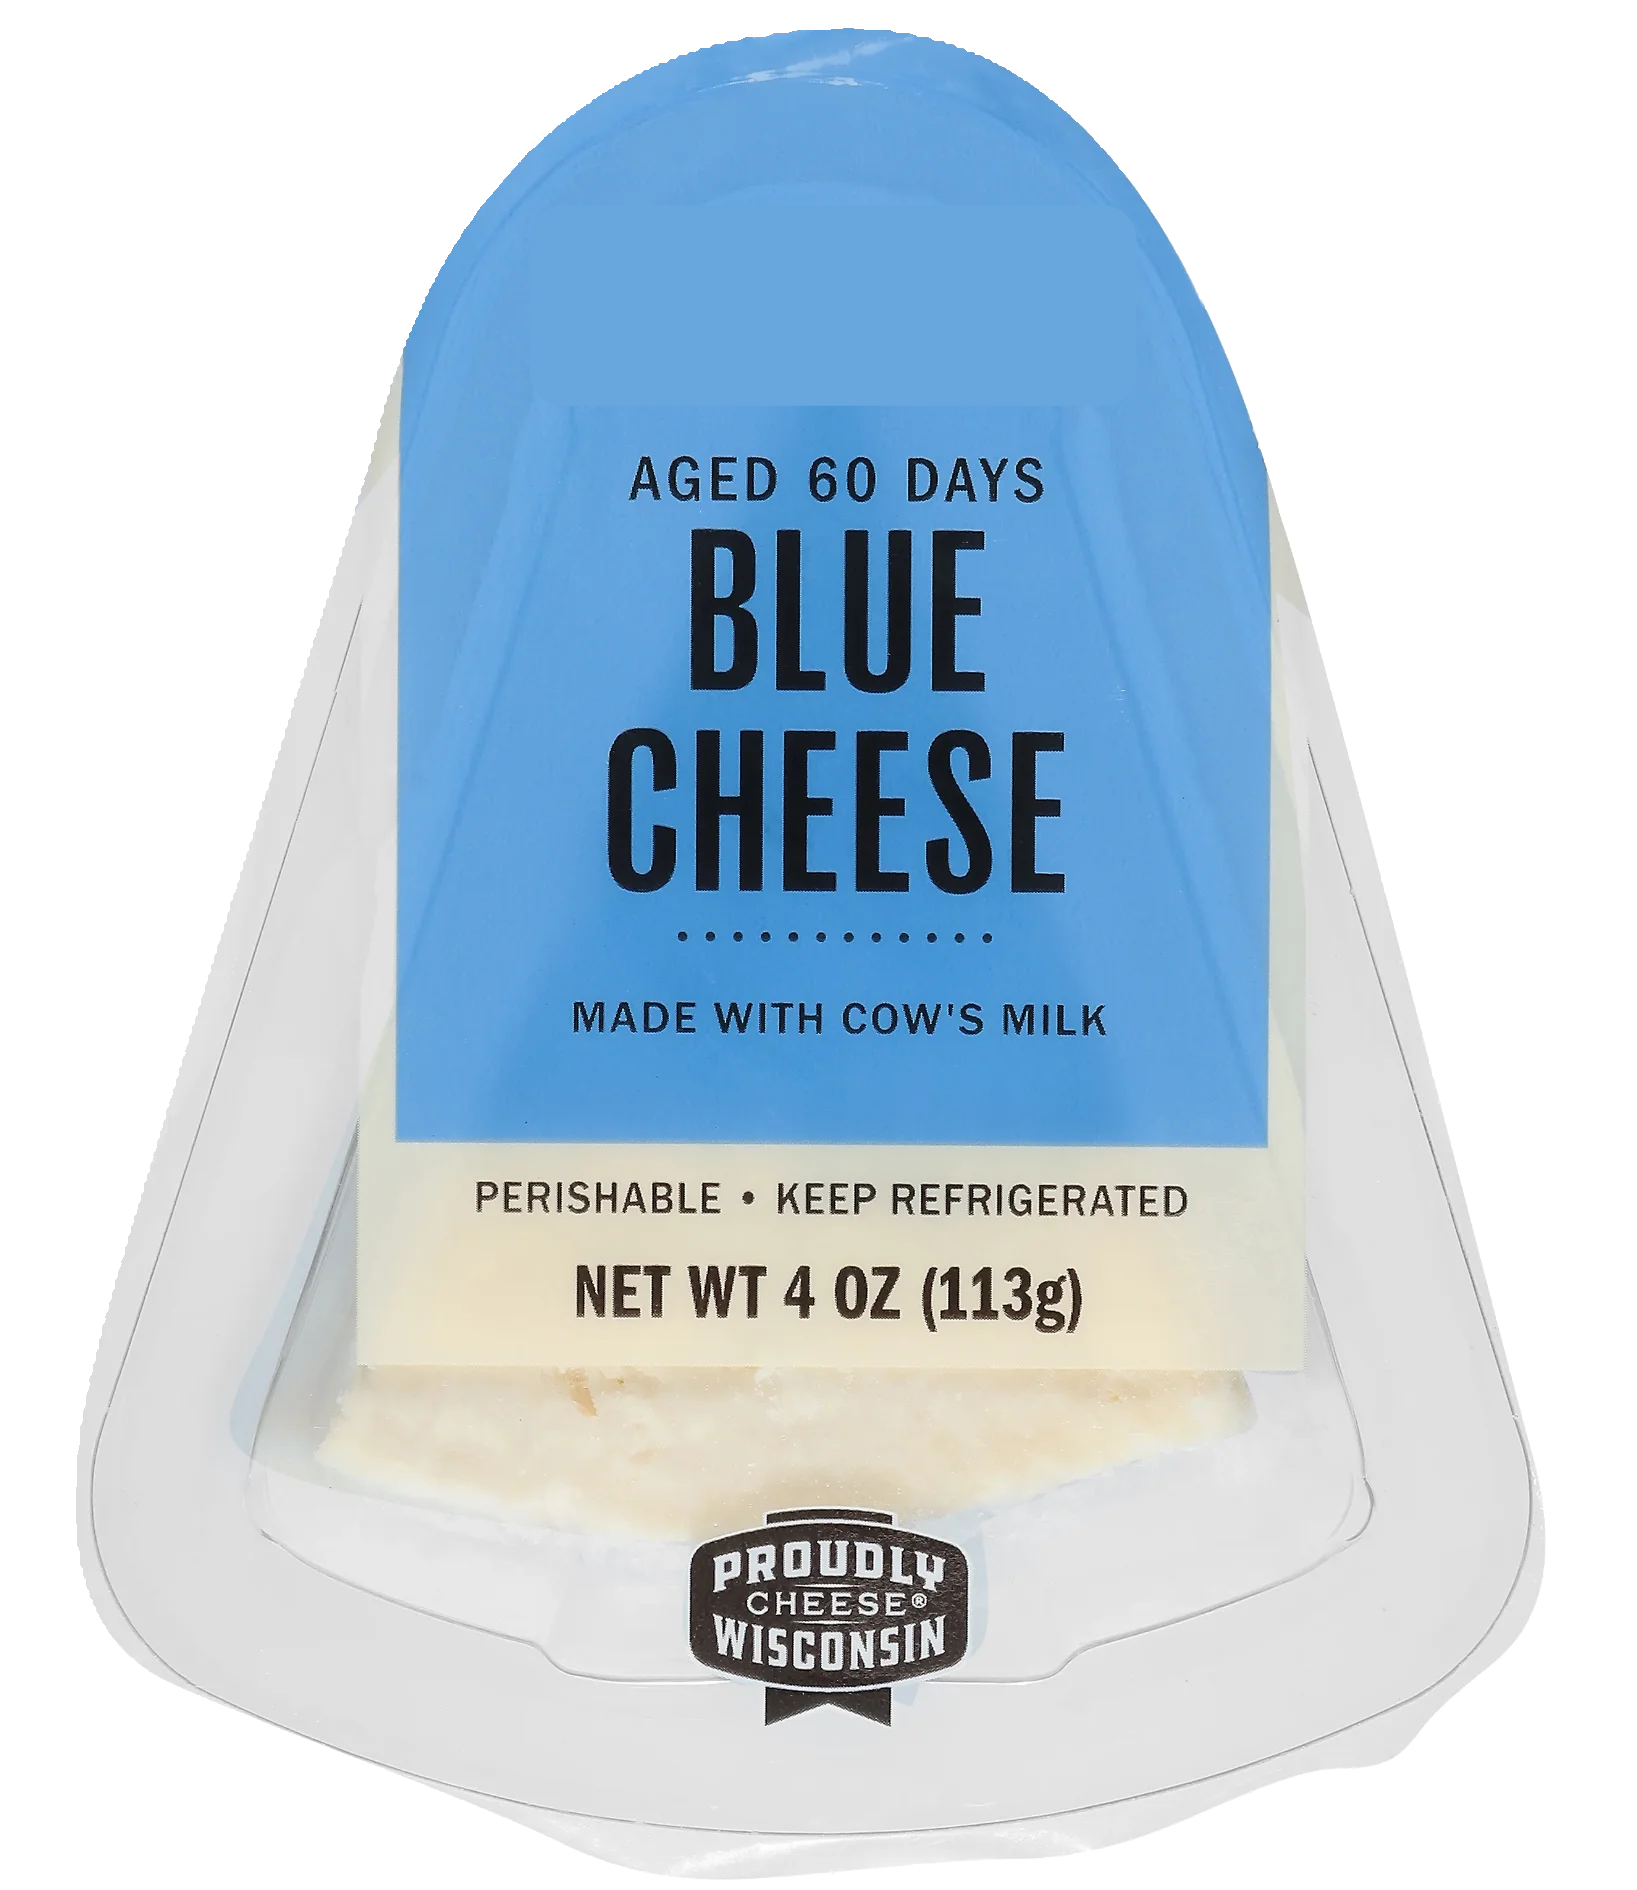 AGED 60 DAYS
BLUE
CHEESE
MADE WITH COW'S MILK
PERISHABLE • KEEP REFRIGERATED
NET WT 4 OZ (113g)
PROUDLY
CHEESE®
WISCONSIN